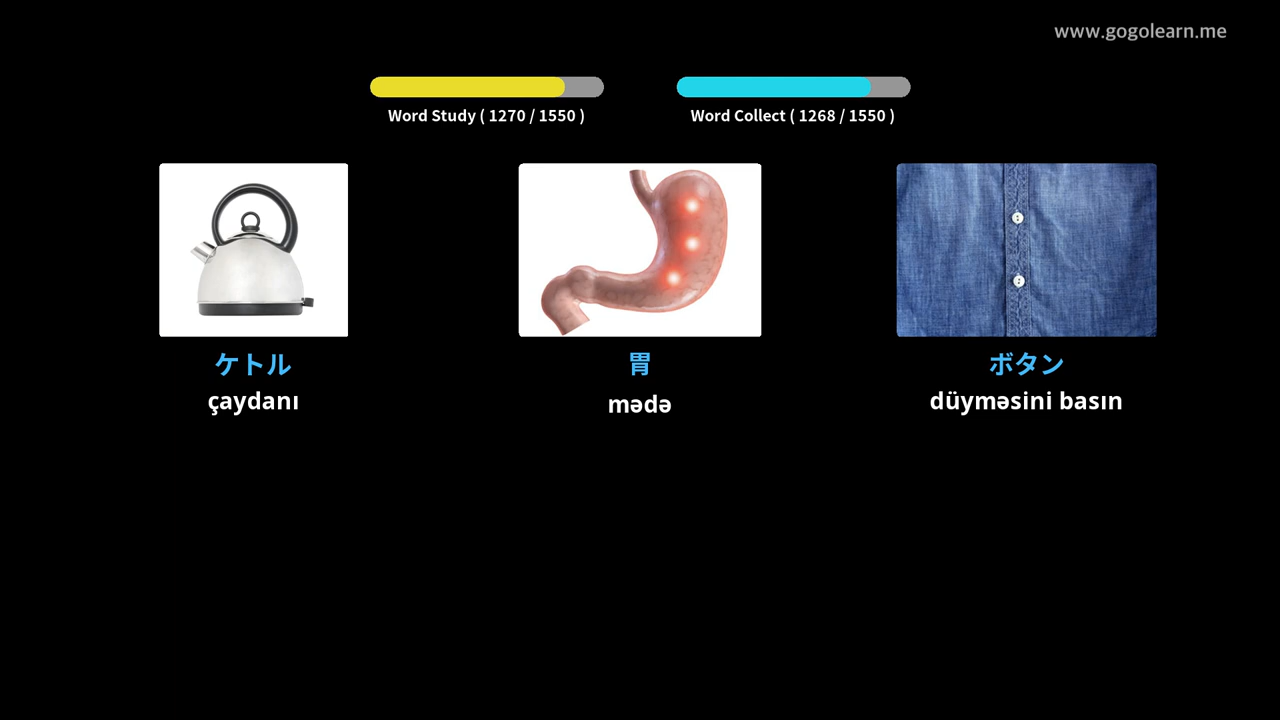 www.gogolearn.me
Word Study ( 1270 / 1550 )
Word Collect ( 1268 / 1550 )
ケトル
çaydanı
胃
mədə
ボタン
düyməsini basın